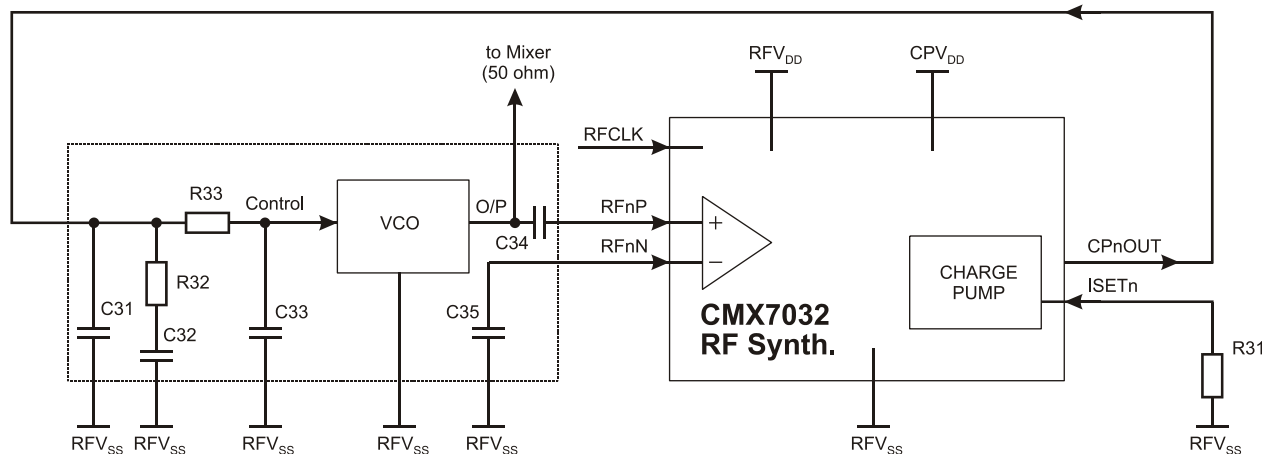 to Mixer
(50 ohm)
RFV_DD
CPV_DD
RFCLK
R33
Control
VCO
O/P
C34
RFnP
RFnN
+
−
CPnOUT
ISETn
CHARGE
PUMP
R32
C31
C32
C33
C35
CMX7032
RF Synth.
R31
RFV_SS
RFV_SS
RFV_SS
RFV_SS
RFV_SS
RFV_SS
RFV_SS